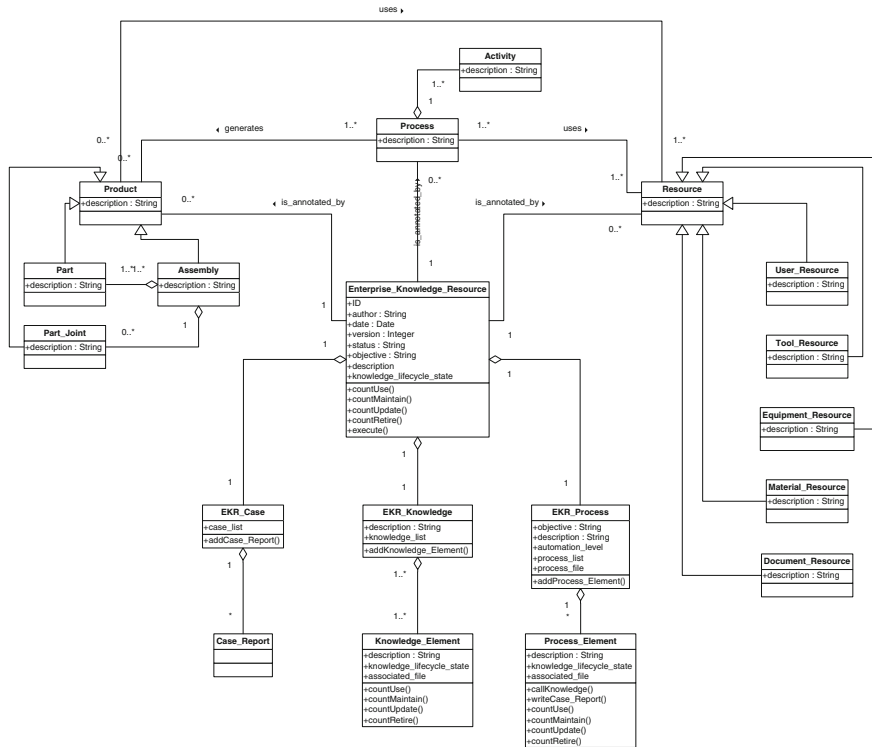 uses
Activity
+description : String
1..*
1
0..*
generates
1..*
Process
+description : String
1..*
uses
1..*
0..*
0..*
1..*
Product
+description : String
0..*
is_annotated_by
is_annotated_by
is_annotated_by
Resource
+description : String
0..*
Part
+description : String
1..*
1..*
Assembly
+description : String
1
1
Enterprise_Knowledge_Resource
+ID
+author : String
+date : Date
+version : Integer
+status : String
+objective : String
+description
+knowledge_lifecycle_state
+countUse()
+countMaintain()
+countUpdate()
+countRetire()
+execute()
User_Resource
+description : String
Part_Joint
+description : String
0..*
1
1
1
1
Tool_Resource
+description : String
Equipment_Resource
+description : String
1
Material_Resource
+description : String
1
1
1
EKR_Case
+case_list
+addCase_Report()
EKR_Knowledge
+description : String
+knowledge_list
+addKnowledge_Element()
EKR_Process
+objective : String
+description : String
+automation_level
+process_list
+process_file
+addProcess_Element()
Document_Resource
+description : String
1
1..*
1
*
1..*
*
Case_Report
Knowledge_Element
+description : String
+knowledge_lifecycle_state
+associated_file
+countUse()
+countMaintain()
+countUpdate()
+countRetire()
Process_Element
+description : String
+knowledge_lifecycle_state
+associated_file
+callKnowledge()
+writeCase_Report()
+countUse()
+countMaintain()
+countUpdate()
+countRetire()